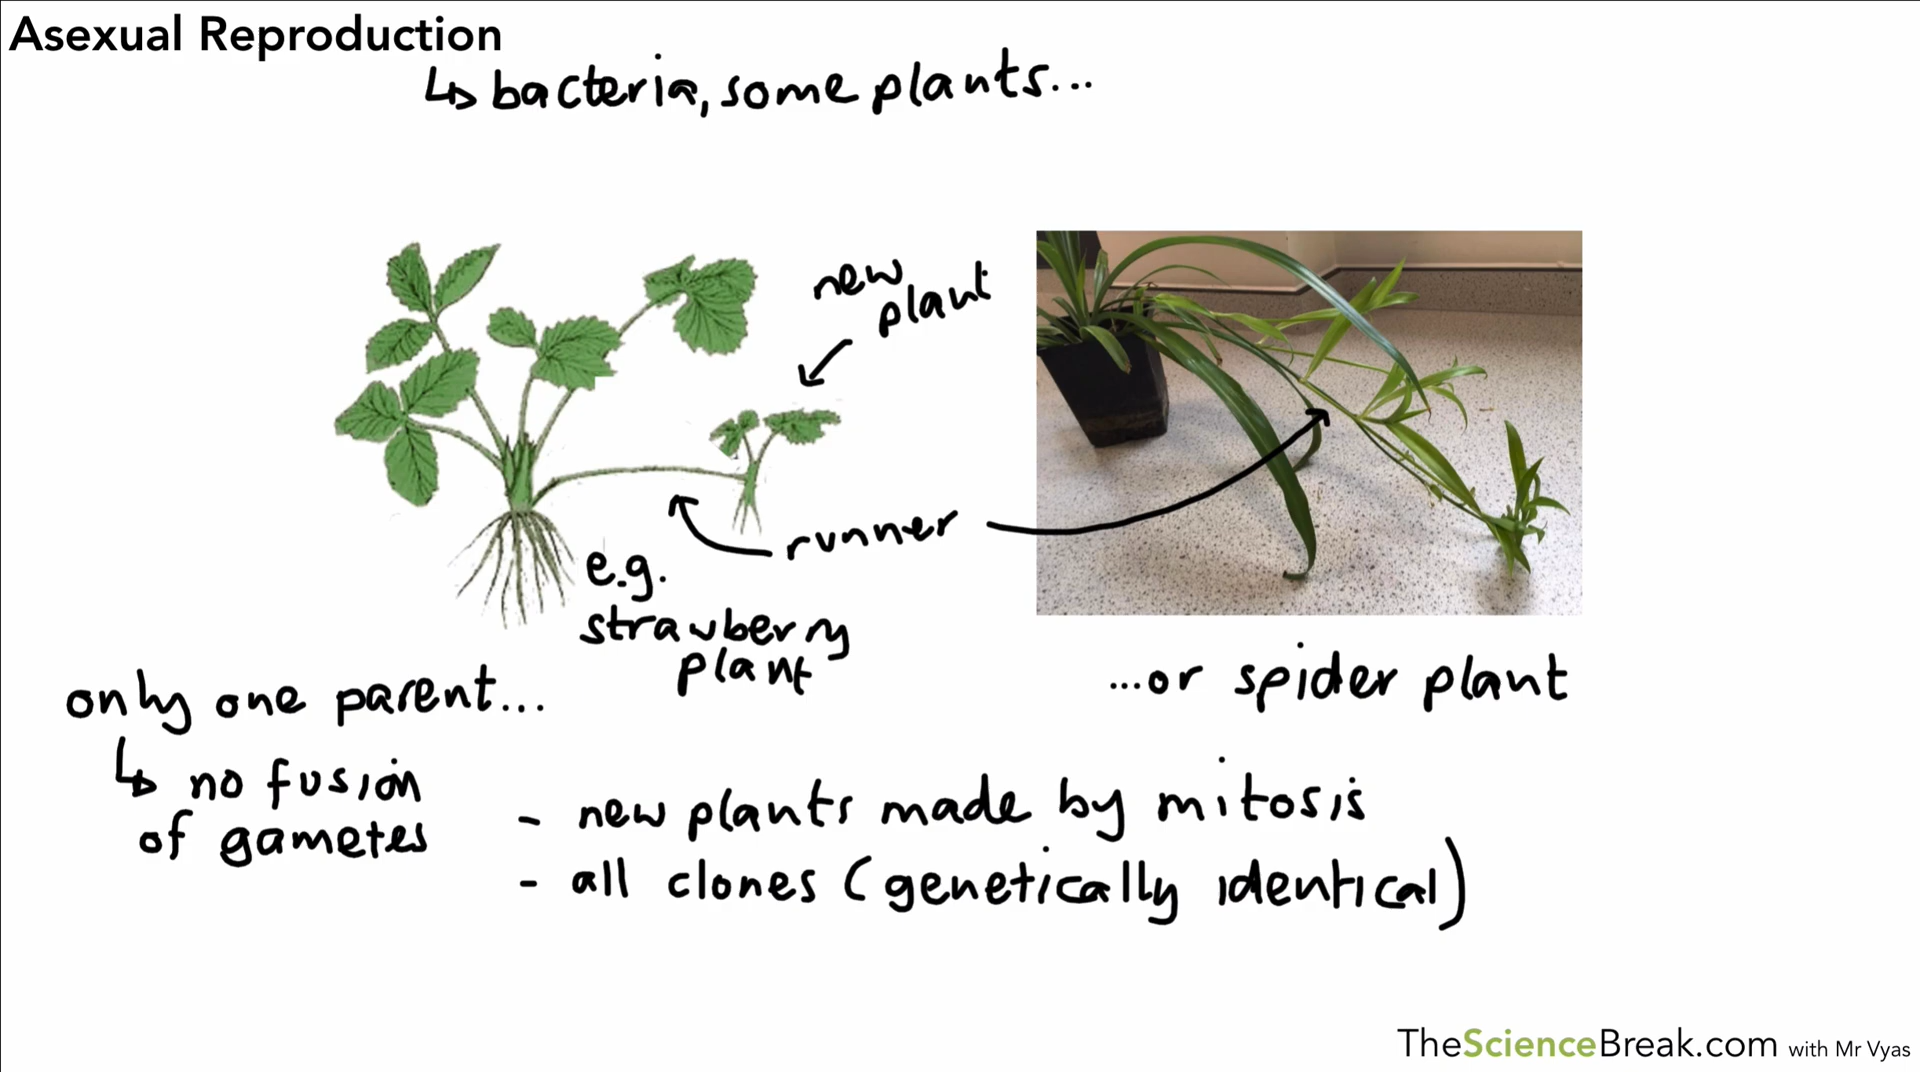 Asexual Reproduction
↳ bacteria, some plants...
new
plant
runner
e.g.
strawberry
plant
...or spider plant
only one parent...
↳ no fusion
of gametes
- new plants made by mitosis
- all clones (genetically identical)
TheScienceBreak.com with Mr Vyas